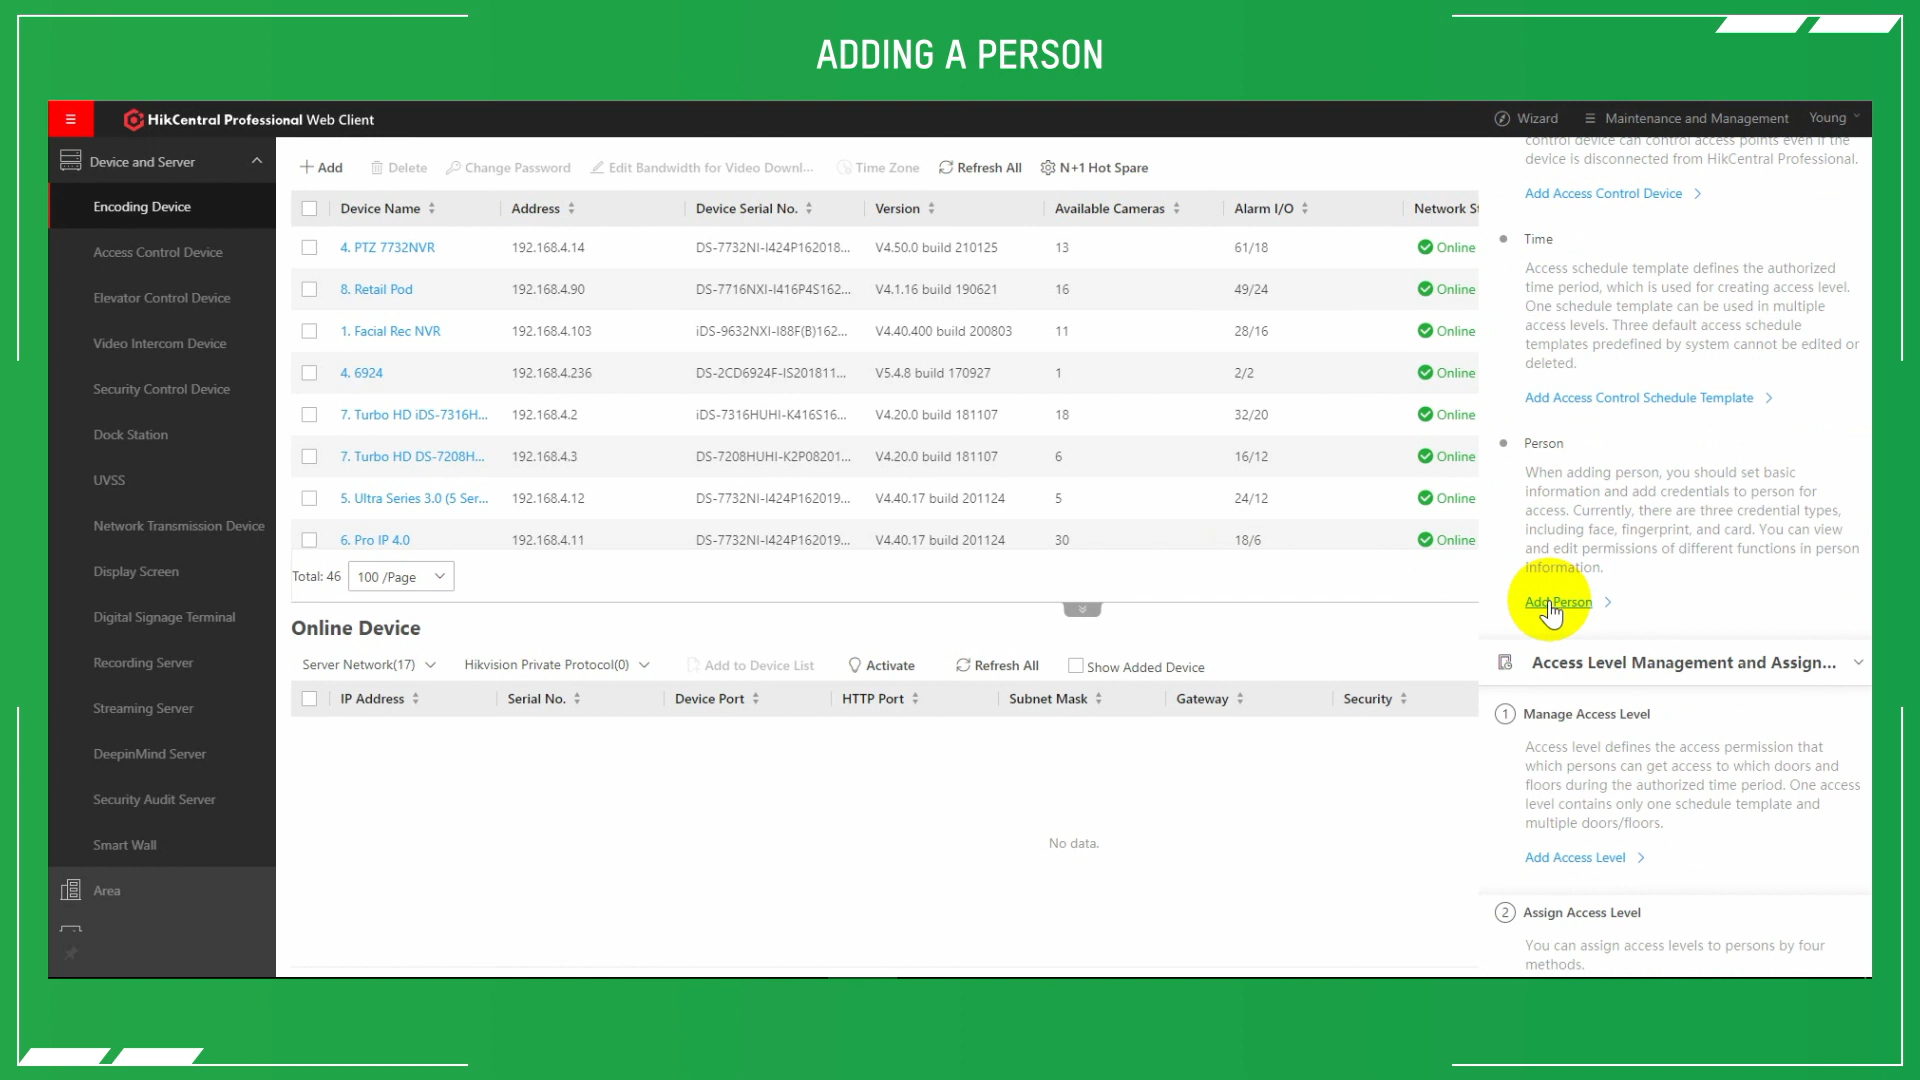 ADDING A PERSON
HikCentral Professional Web Client
Wizard
Maintenance and Management
Young
Device and Server
Encoding Device
Access Control Device
Elevator Control Device
Video Intercom Device
Security Control Device
Dock Station
UVSS
Network Transmission Device
Display Screen
Digital Signage Terminal
Recording Server
Streaming Server
DeepinMind Server
Security Audit Server
Smart Wall
Area
Add Delete Change Password Edit Bandwidth for Video Downl... Time Zone Refresh All N+1 Hot Spare
Device Name Address Device Serial No. Version Available Cameras Alarm I/O Network St
4. PTZ 7732NVR 192.168.4.14 DS-7732NI-I424P162018... V4.50.0 build 210125 13 61/18 Online
8. Retail Pod 192.168.4.90 DS-7716NXI-I416P4S162... V4.1.16 build 190621 16 49/24 Online
1. Facial Rec NVR 192.168.4.103 iDS-9632NXI-I88F(B)162... V4.40.400 build 200803 11 28/16 Online
4. 6924 192.168.4.236 DS-2CD6924F-IS201811... V5.4.8 build 170927 1 2/2 Online
7. Turbo HD iDS-7316H... 192.168.4.2 iDS-7316HUHI-K416S16... V4.20.0 build 181107 18 32/20 Online
7. Turbo HD DS-7208H... 192.168.4.3 DS-7208HUHI-K2P08201... V4.20.0 build 181107 6 16/12 Online
5. Ultra Series 3.0 (5 Ser... 192.168.4.12 DS-7732NI-I424P162019... V4.40.17 build 201124 5 24/12 Online
6. Pro IP 4.0 192.168.4.11 DS-7732NI-I424P162019... V4.40.17 build 201124 30 18/6 Online
Total: 46 100 /Page
Online Device
Server Network(17) Hikvision Private Protocol(0) Add to Device List Activate Refresh All Show Added Device
IP Address Serial No. Device Port HTTP Port Subnet Mask Gateway Security
No data.
control device can control access points even if the
device is disconnected from HikCentral Professional.
Add Access Control Device
Time
Access schedule template defines the authorized
time period, which is used for creating access level.
One schedule template can be used in multiple
access levels. Three default access schedule
templates predefined by system cannot be edited or
deleted.
Add Access Control Schedule Template
Person
When adding person, you should set basic
information and add credentials to person for
access. Currently, there are three credential types,
including face, fingerprint, and card. You can view
and edit permissions of different functions in person
information.
Add Person
Access Level Management and Assign...
1 Manage Access Level
Access level defines the access permission that
which persons can get access to which doors and
floors during the authorized time period. One access
level contains only one schedule template and
multiple doors/floors.
Add Access Level
2 Assign Access Level
You can assign access levels to persons by four
methods.